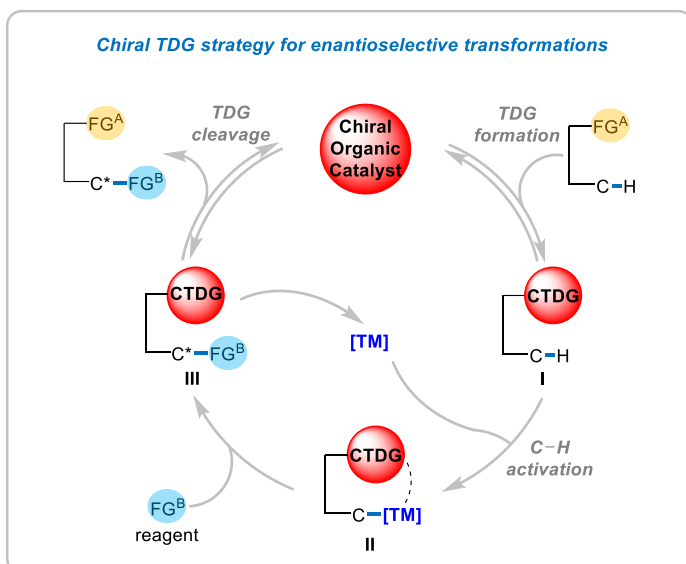 Chiral TDG strategy for enantioselective transformations
FGᴬ
C*–FGᴮ
TDG
cleavage
Chiral
Organic
Catalyst
TDG
formation
FGᴬ
C–H
CTDG
C*–FGᴮ
III
[TM]
CTDG
C–H
I
C–H
activation
CTDG
C–[TM]
II
FGᴮ
reagent